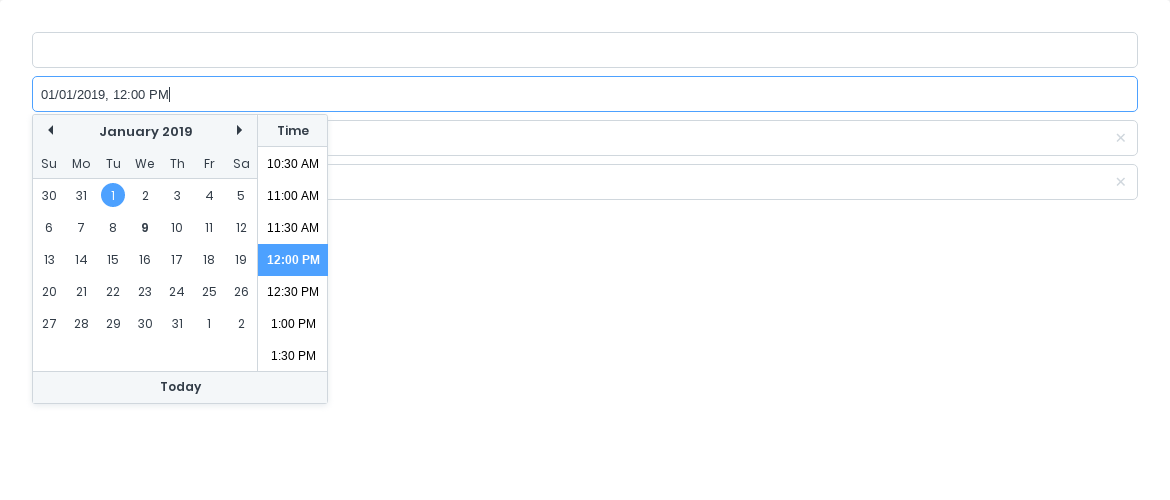 01/01/2019, 12:00 PM
January 2019
Su Mo Tu We Th Fr Sa
30 31 1 2 3 4 5
6 7 8 9 10 11 12
13 14 15 16 17 18 19
20 21 22 23 24 25 26
27 28 29 30 31 1 2
Time
10:30 AM
11:00 AM
11:30 AM
12:00 PM
12:30 PM
1:00 PM
1:30 PM
Today